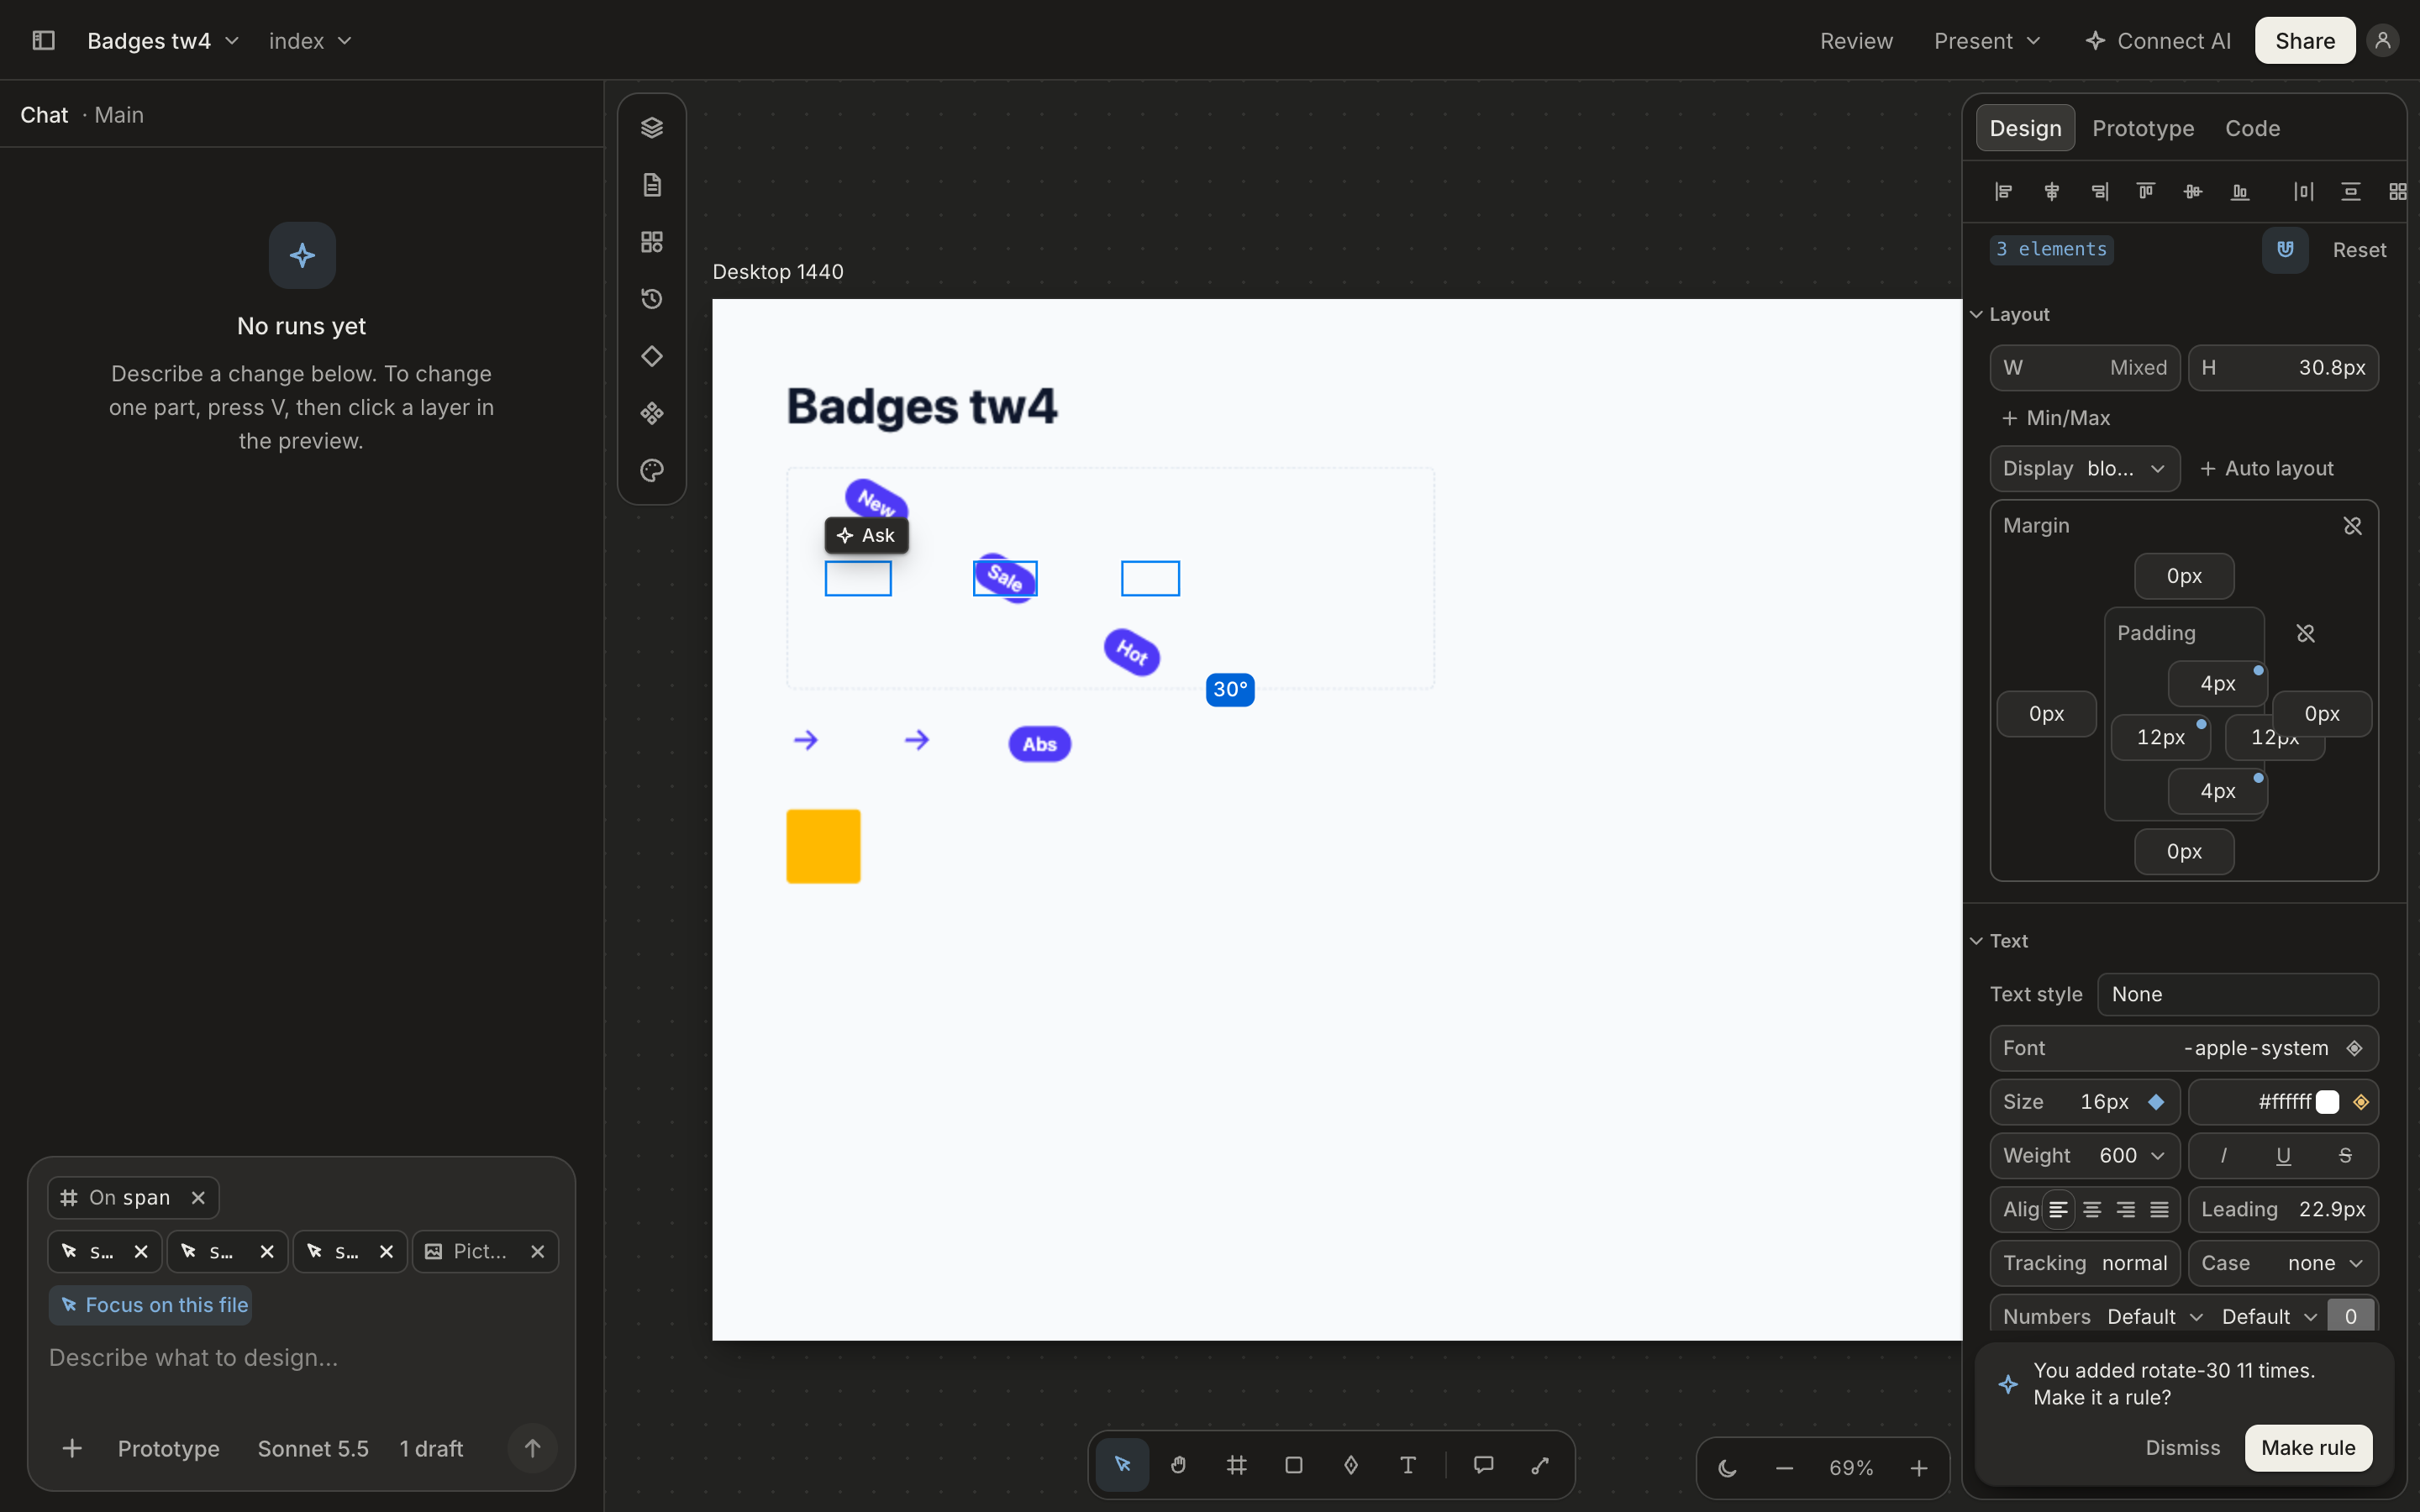 Badges tw4
index
Review
Present
Connect AI
Share
Chat · Main
No runs yet
Describe a change below. To change
one part, press V, then click a layer in
the preview.
On span
s...
s...
s...
Pict...
Focus on this file
Describe what to design...
Prototype
Sonnet 5.5
1 draft
Desktop 1440
Badges tw4
New
Ask
Sale
Hot
30°
Abs
69%
Design
Prototype
Code
3 elements
Reset
Layout
W Mixed
H 30.8px
Min/Max
Display blo...
Auto layout
Margin
0px
Padding
4px
0px
12px
12px
0px
4px
0px
Text
Text style None
Font -apple-system
Size 16px
#ffffff
Weight 600
I U S
Alig
Leading 22.9px
Tracking normal
Case none
Numbers Default Default 0
You added rotate-30 11 times.
Make it a rule?
Dismiss
Make rule